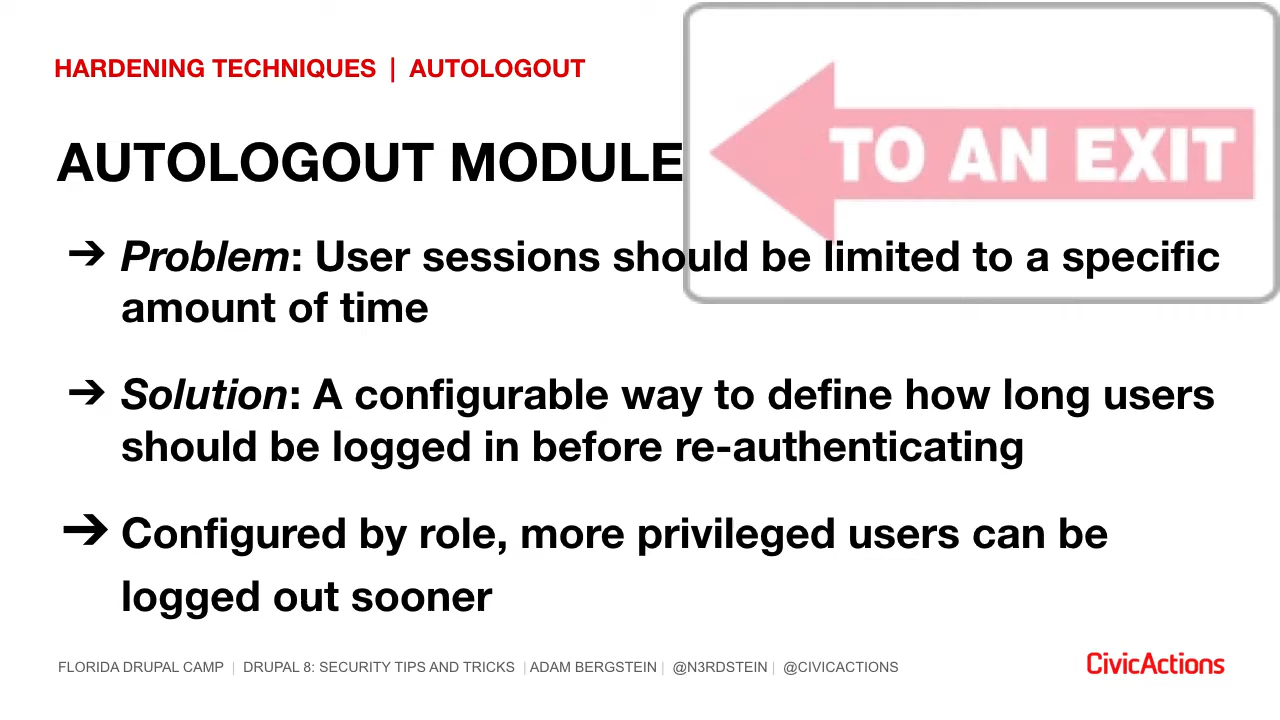 HARDENING TECHNIQUES | AUTOLOGOUT
TO AN EXIT
AUTOLOGOUT MODULE
➔ Problem: User sessions should be limited to a specific
amount of time
➔ Solution: A configurable way to define how long users
should be logged in before re-authenticating
➔ Configured by role, more privileged users can be
logged out sooner
FLORIDA DRUPAL CAMP | DRUPAL 8: SECURITY TIPS AND TRICKS | ADAM BERGSTEIN | @N3RDSTEIN | @CIVICACTIONS
CivicActions